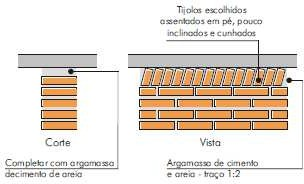 Tijolos escolhidos
assentados em pé, pouco
inclinados e cunhados
Corte
Vista
Completar com argamassa
decimento de areia
Argamassa de cimento
e areia - traço 1:2